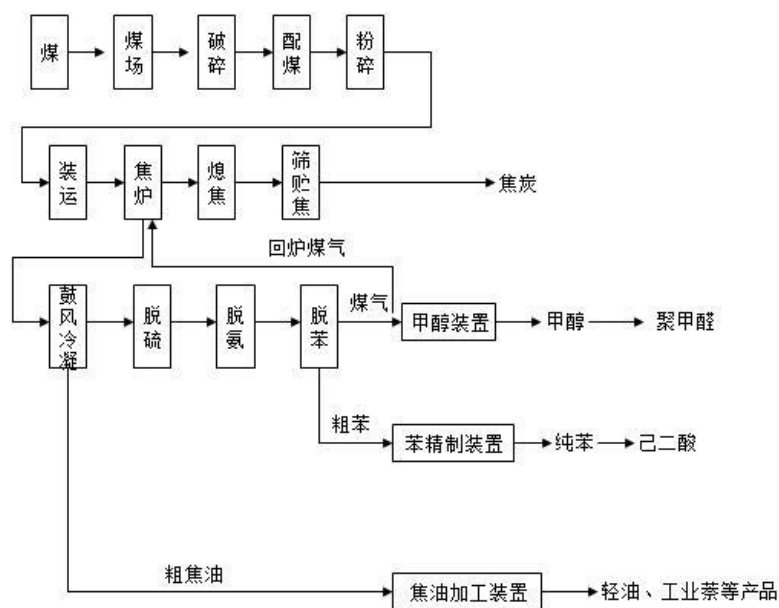 煤
煤场
破碎
配煤
粉碎
装运
焦炉
熄焦
筛贮焦
焦炭
回炉煤气
鼓风冷凝
脱硫
脱氨
脱苯
煤气
甲醇装置
甲醇
聚甲醛
粗苯
苯精制装置
纯苯
己二酸
粗焦油
焦油加工装置
轻油、工业萘等产品